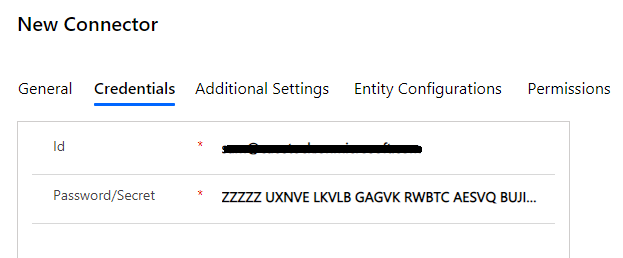 New Connector
General Credentials Additional Settings Entity Configurations Permissions
Id *
Password/Secret * ZZZZZ UXNVE LKVLB GAGVK RWBTC AESVQ BUJI...